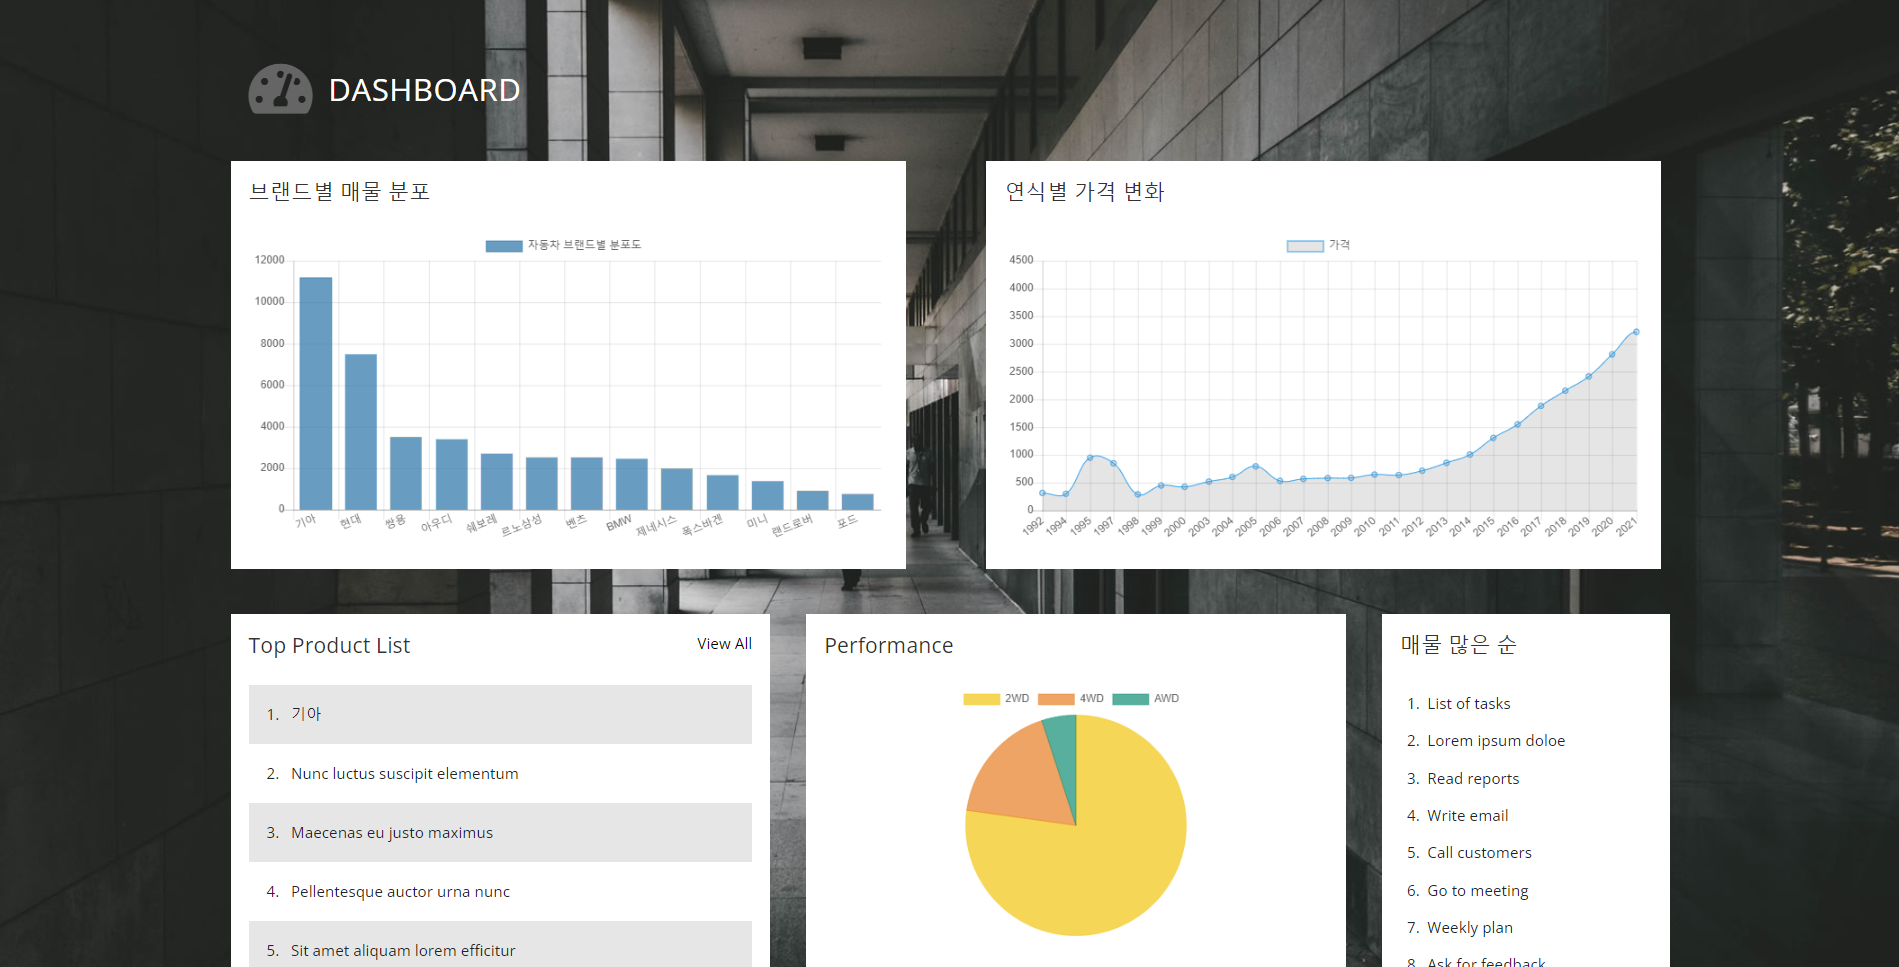 DASHBOARD
브랜드별 매물 분포
자동차 브랜드별 분포도
12000
10000
8000
6000
4000
2000
0
기아 현대 쌍용 아우디 쉐보레 르노삼성 벤츠 BMW 제네시스 폭스바겐 미니 랜드로버 포드
연식별 가격 변화
가격
4500
4000
3500
3000
2500
2000
1500
1000
500
0
1992 1994 1995 1997 1998 1999 2000 2003 2004 2005 2006 2007 2008 2009 2010 2011 2012 2013 2014 2015 2016 2017 2018 2019 2020 2021
Top Product List
View All
1. 기아
2. Nunc luctus suscipit elementum
3. Maecenas eu justo maximus
4. Pellentesque auctor urna nunc
5. Sit amet aliquam lorem efficitur
Performance
2WD 4WD AWD
매물 많은 순
1. List of tasks
2. Lorem ipsum doloe
3. Read reports
4. Write email
5. Call customers
6. Go to meeting
7. Weekly plan
8. Ask for feedback